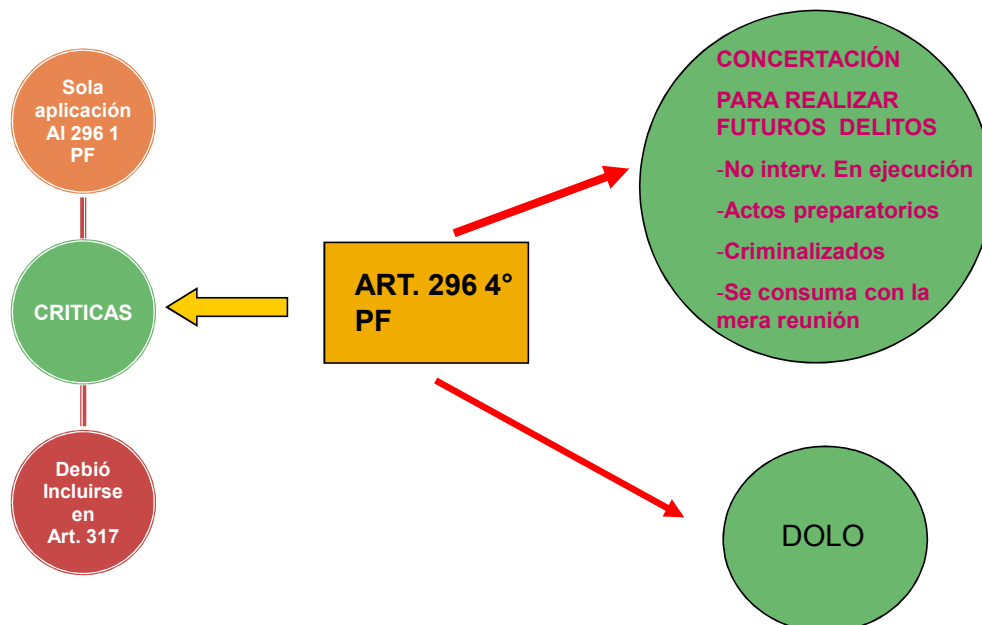 Sola
aplicación
Al 296 1
PF
CRITICAS
Debió
Incluirse
en
Art. 317
ART. 296 4°
PF
CONCERTACIÓN
PARA REALIZAR
FUTUROS DELITOS
-No interv. En ejecución
-Actos preparatorios
-Criminalizados
-Se consuma con la
mera reunión
DOLO